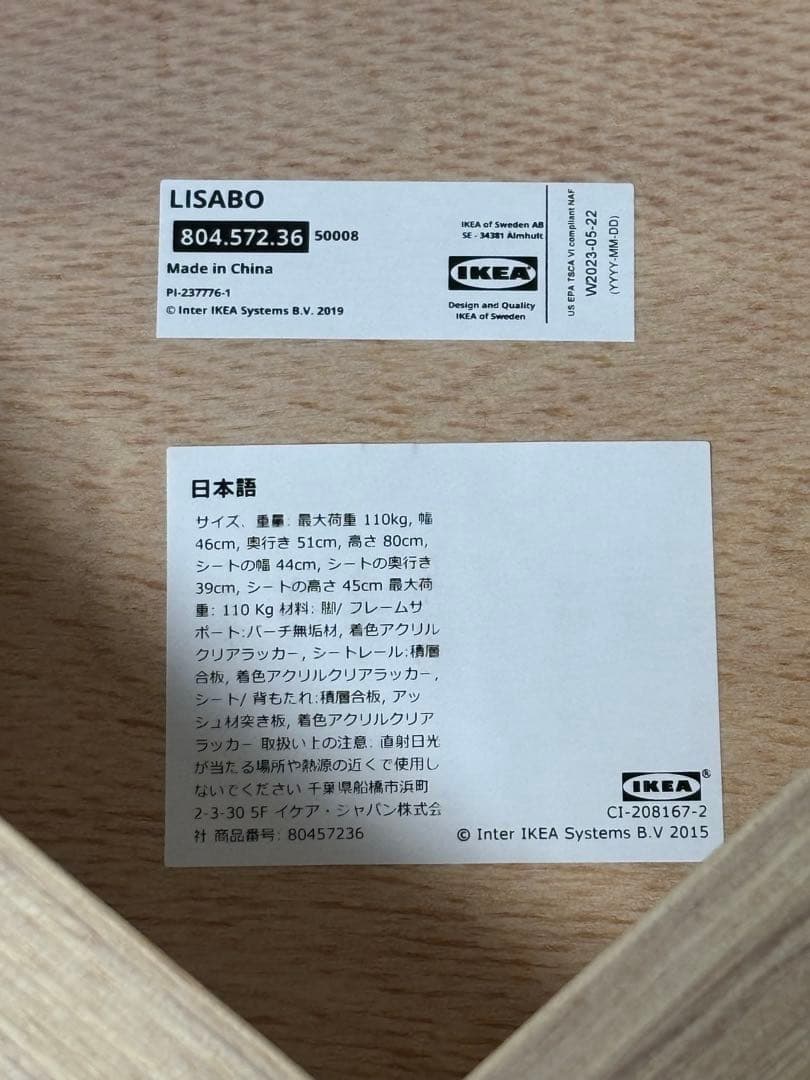 LISABO
804.572.36 50008
Made in China
PI-237776-1
© Inter IKEA Systems B.V. 2019
IKEA of Sweden AB
SE - 34381 Älmhult
IKEA
Design and Quality
IKEA of Sweden
US EPA TSCA VI compliant NAF
W2023-05-22
(YYYY-MM-DD)
日本語
サイズ、重量: 最大荷重 110kg, 幅
46cm, 奥行き 51cm, 高さ 80cm,
シートの幅 44cm, シートの奥行き
39cm, シートの高さ 45cm 最大荷
重: 110 Kg 材料: 脚/ フレームサ
ポート:バーチ無垢材, 着色アクリル
クリアラッカー, シートレール:積層
合板, 着色アクリルクリアラッカー,
シート/ 背もたれ:積層合板, アッ
シュ材突き板, 着色アクリルクリア
ラッカー 取扱い上の注意: 直射日光
が当たる場所や熱源の近くで使用し
ないでください 千葉県船橋市浜町
2-3-30 5F イケア・ジャパン株式会
社 商品番号: 80457236
IKEA®
CI-208167-2
© Inter IKEA Systems B.V 2015